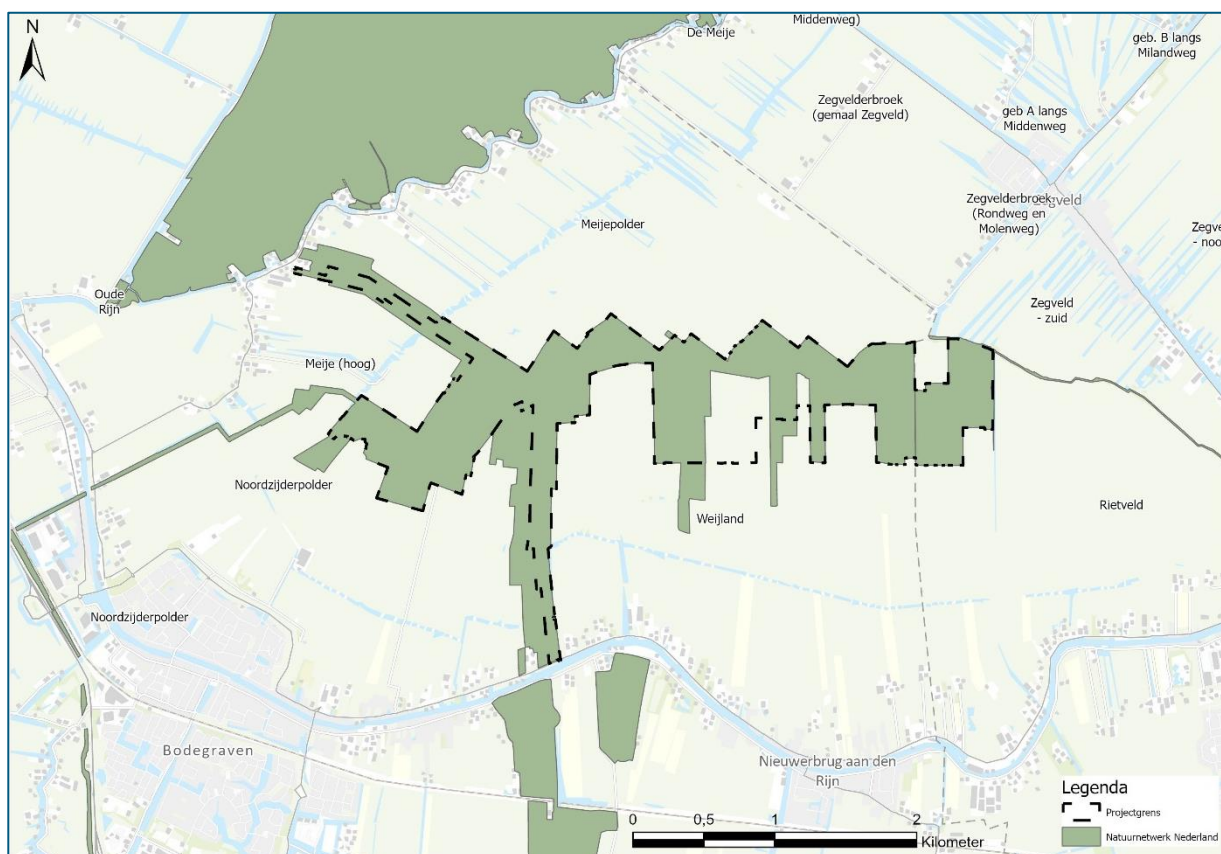 N
De Meije
Middenweg)
geb. B langs
Milandweg
Zegvelderbroek
(gemaal Zegveld)
geb A langs
Middenweg
Meijepolder
Zegvelderbroek
(Rondweg en
Molenweg)
Zegveld
- noo
Oude
Rijn
Zegveld
- zuid
Meije (hoog)
Noordzijderpolder
Weijland
Rietveld
Noordzijderpolder
Bodegraven
Nieuwerbrug aan den
Rijn
Legenda
Projectgrens
Natuurnetwerk Nederland
0 0,5 1 2
Kilometer